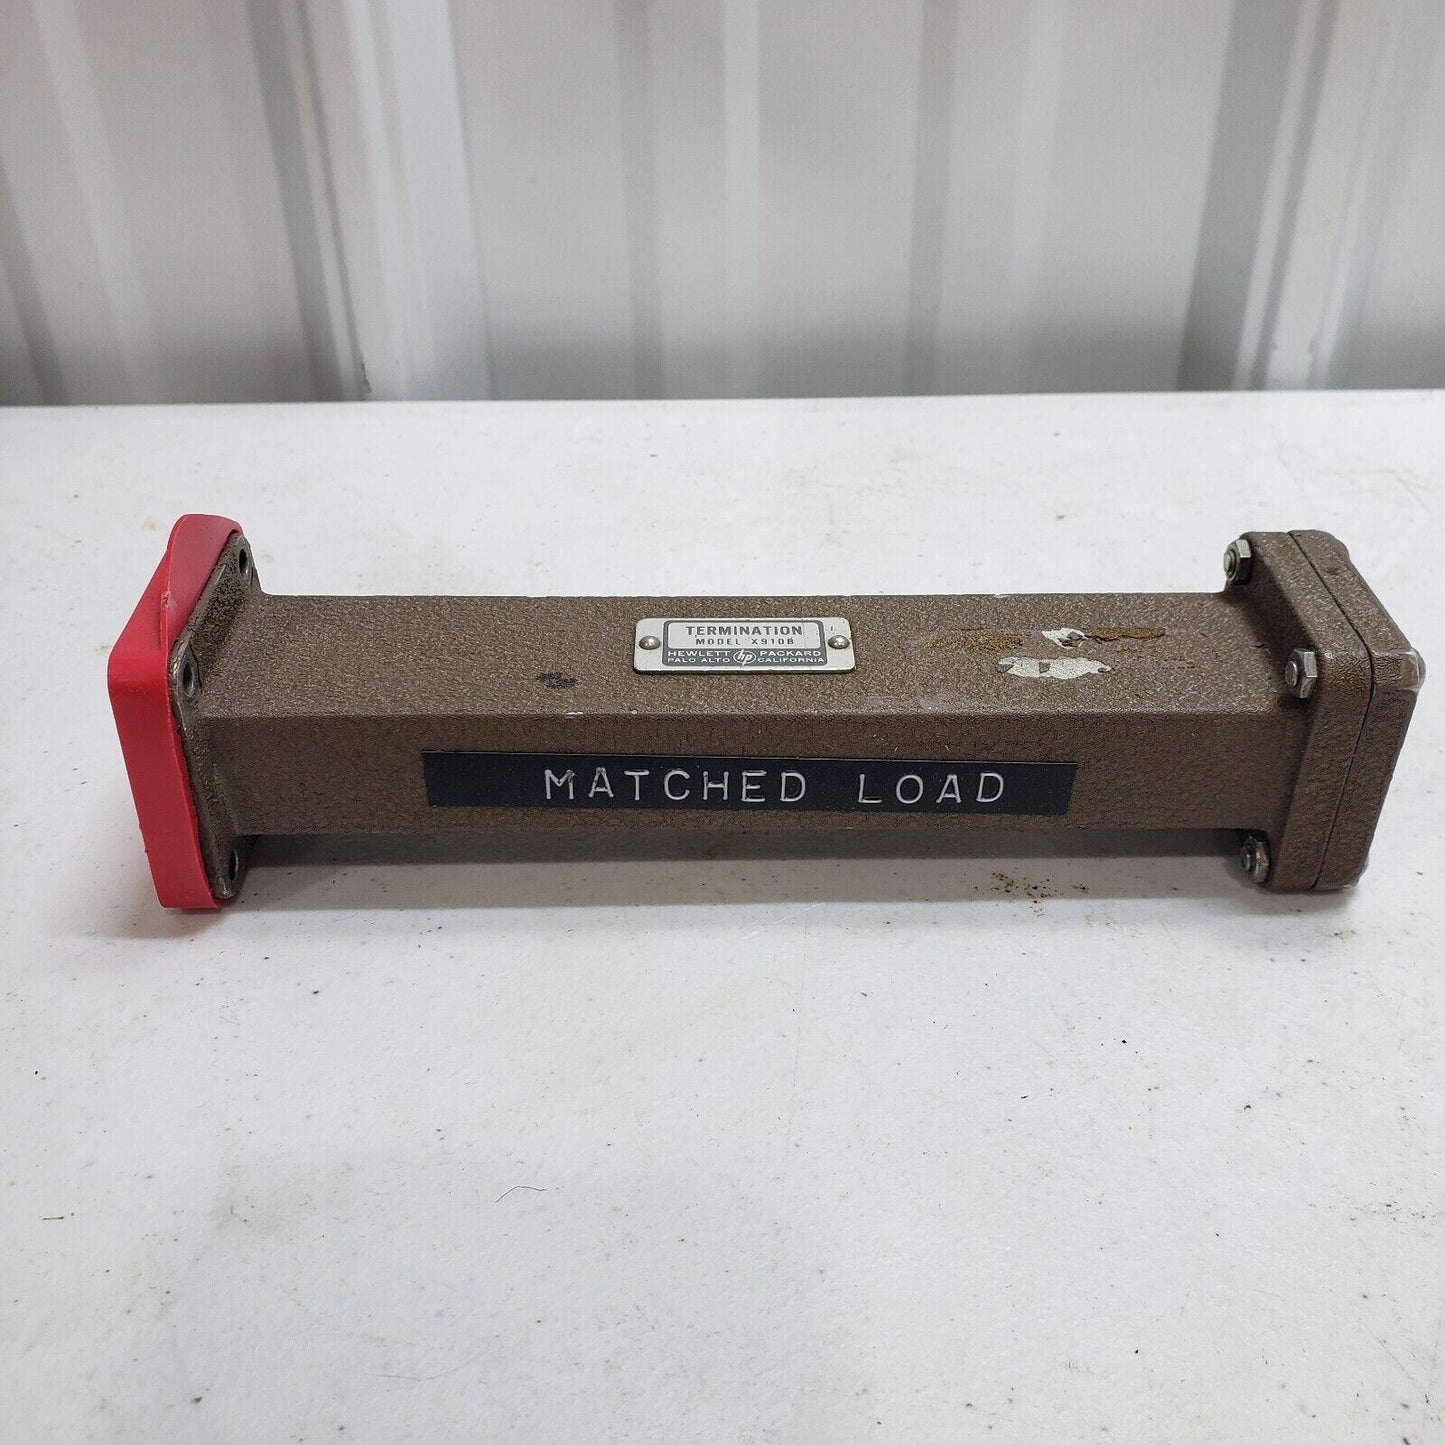 TERMINATION
MODEL X910B
HEWLETT hp PACKARD
PALO ALTO CALIFORNIA
MATCHED LOAD